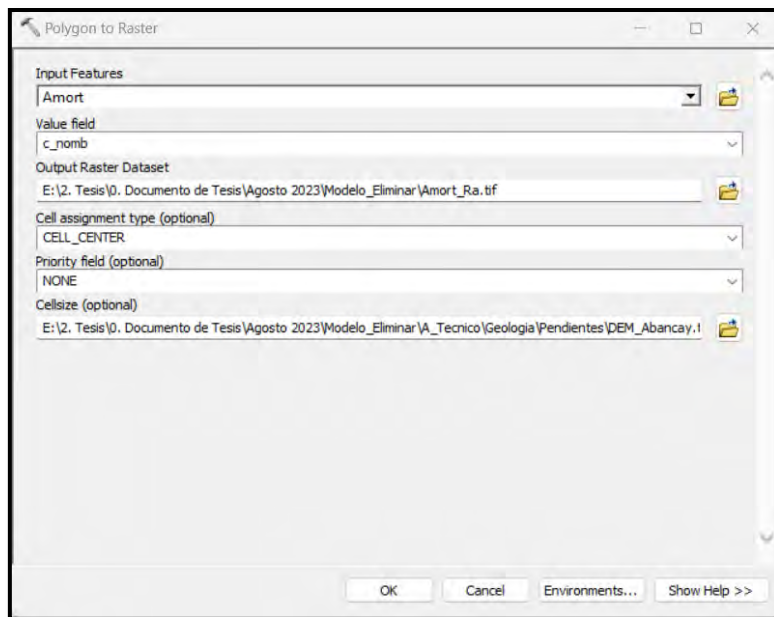 Polygon to Raster
Input Features
Amort
Value field
c_nomb
Output Raster Dataset
E:\2. Tesis\0. Documento de Tesis\Agosto 2023\Modelo_Eliminar\Amort_Ra.tif
Cell assignment type (optional)
CELL_CENTER
Priority field (optional)
NONE
Cellsize (optional)
E:\2. Tesis\0. Documento de Tesis\Agosto 2023\Modelo_Eliminar\A_Tecnico\Geologia\Pendientes\DEM_Abancay.t
OK Cancel Environments... Show Help >>